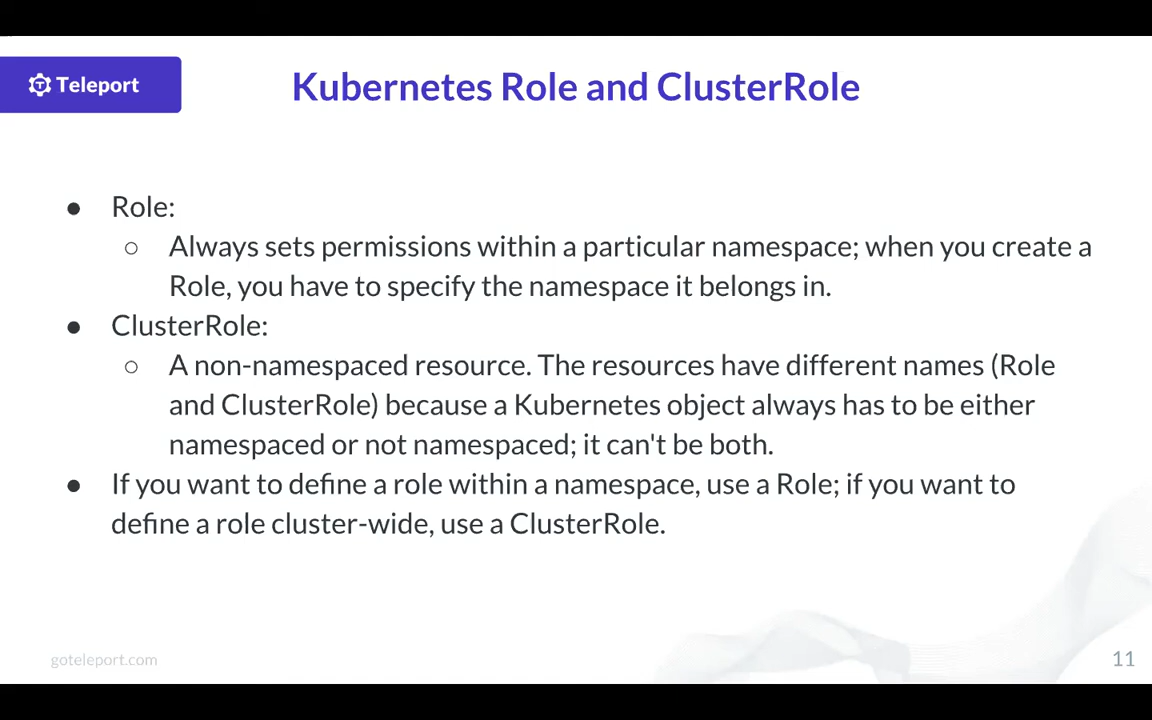 Teleport
Kubernetes Role and ClusterRole
● Role:
○ Always sets permissions within a particular namespace; when you create a
Role, you have to specify the namespace it belongs in.
● ClusterRole:
○ A non-namespaced resource. The resources have different names (Role
and ClusterRole) because a Kubernetes object always has to be either
namespaced or not namespaced; it can't be both.
● If you want to define a role within a namespace, use a Role; if you want to
define a role cluster-wide, use a ClusterRole.
goteleport.com
11